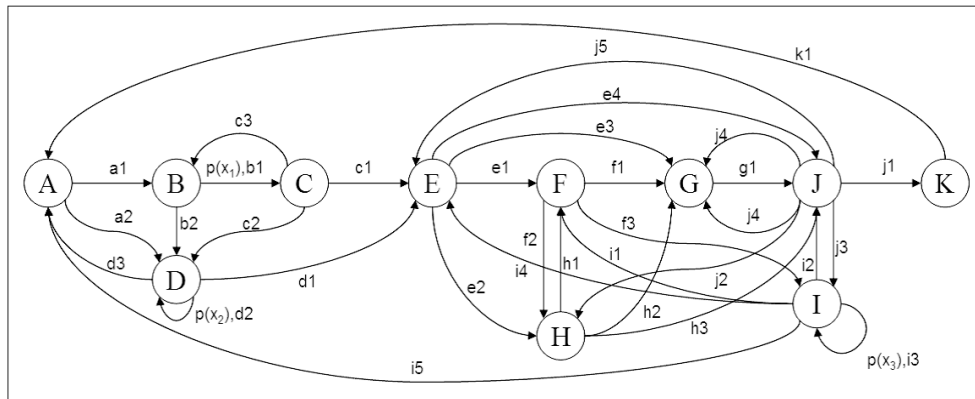 k1
j5
e4
c3
e3
j4
A
a1
B
p(x1),b1
C
c1
E
e1
F
f1
G
g1
J
j1
K
a2
b2
c2
f3
j4
d3
D
d1
f2
i4
h1
i1
j2
i2
j3
e2
I
p(x2),d2
H
h2
h3
i5
p(x3),i3